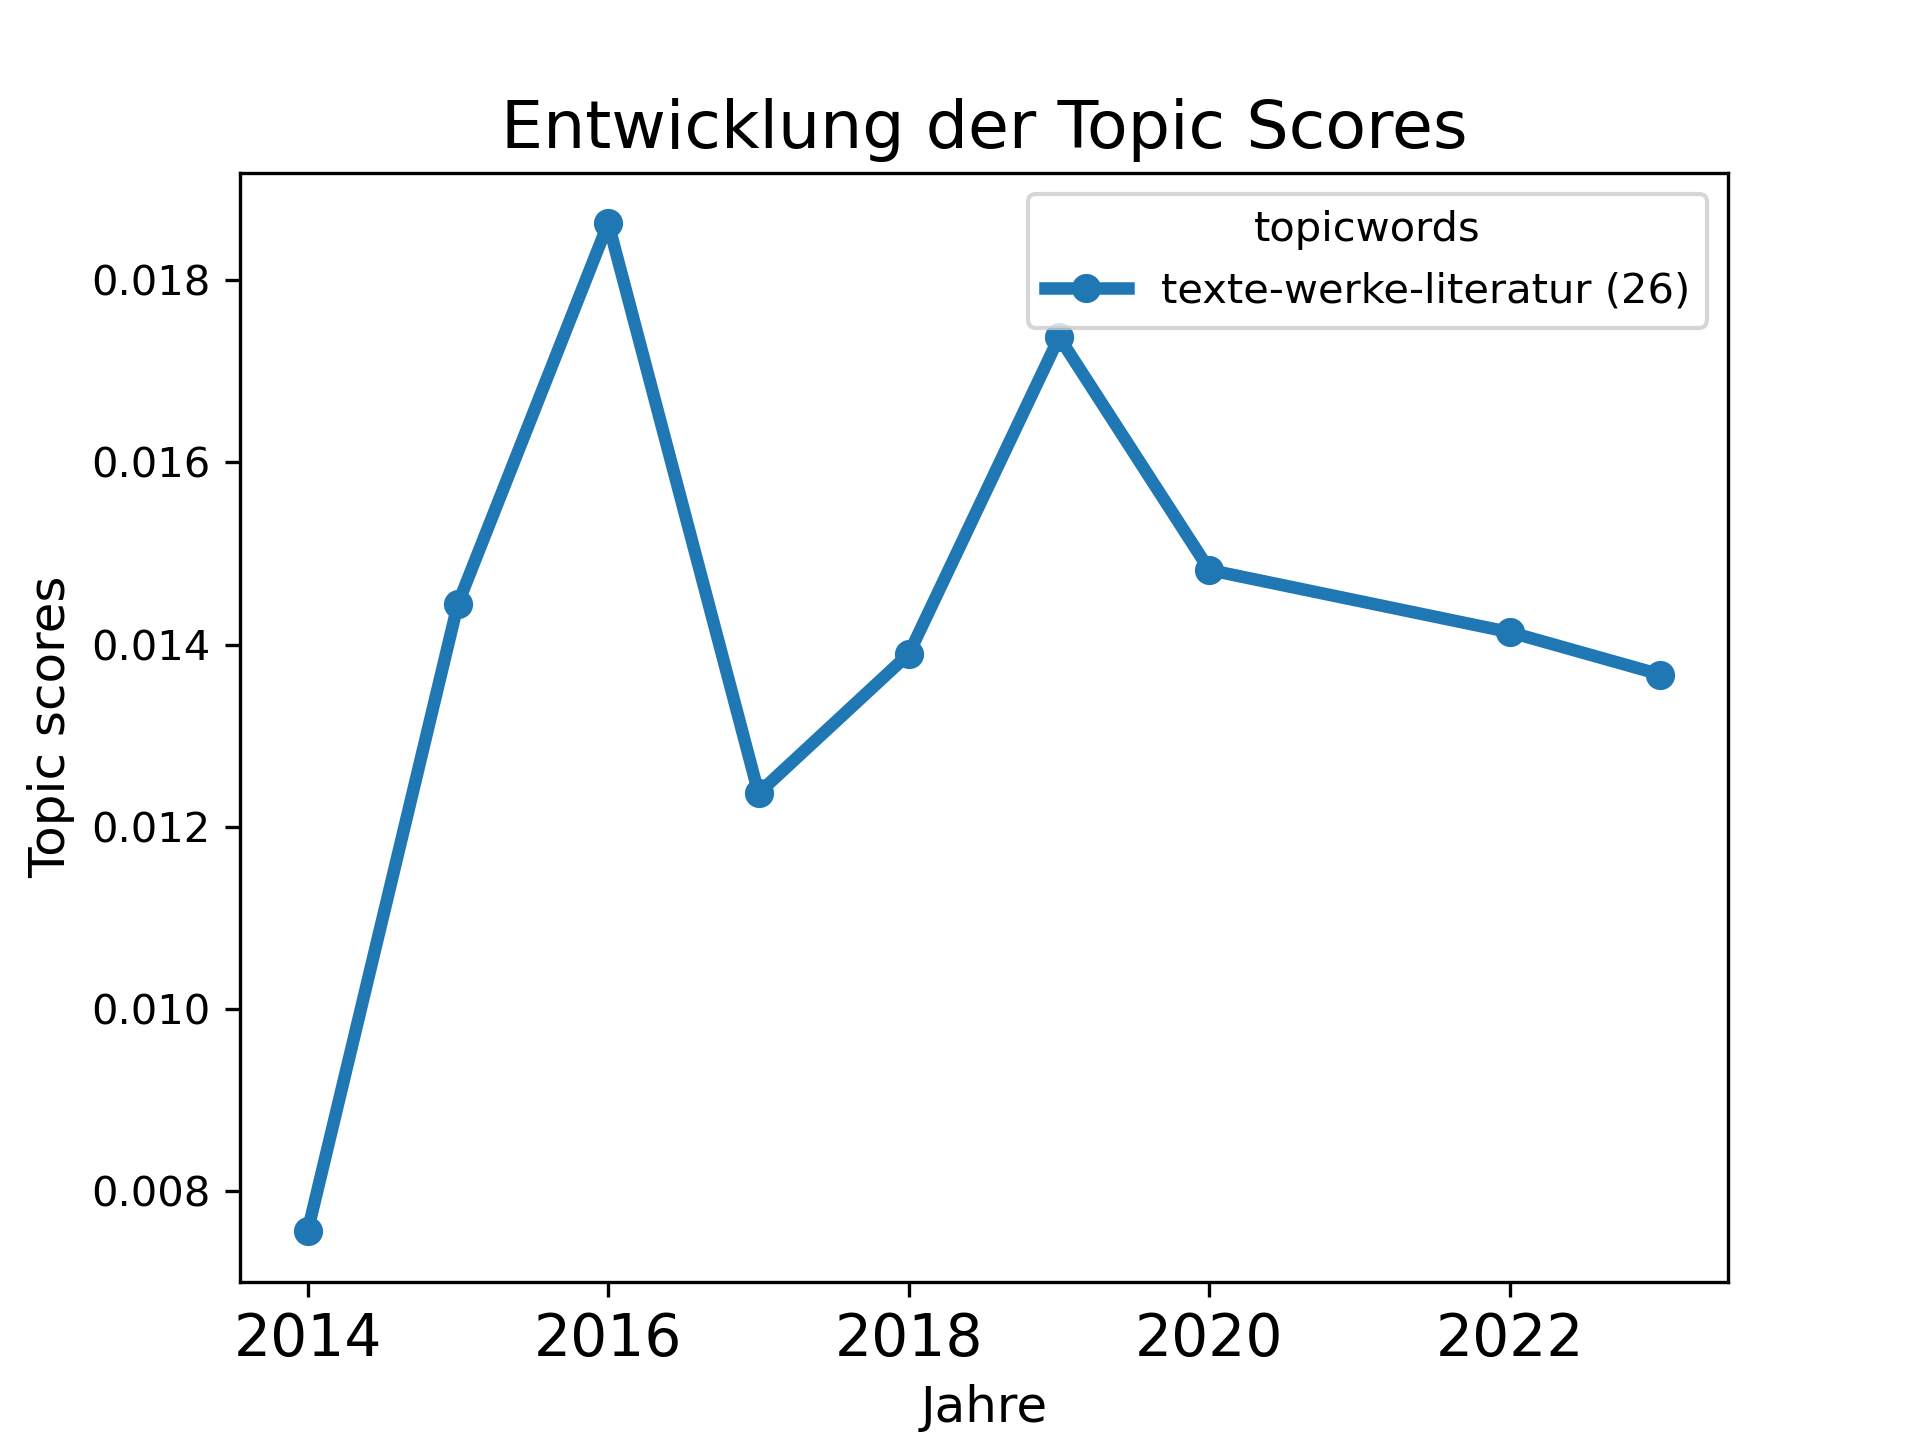 Entwicklung der Topic Scores
topicwords
texte-werke-literatur (26)
Topic scores
0.018
0.016
0.014
0.012
0.010
0.008
2014 2016 2018 2020 2022
Jahre